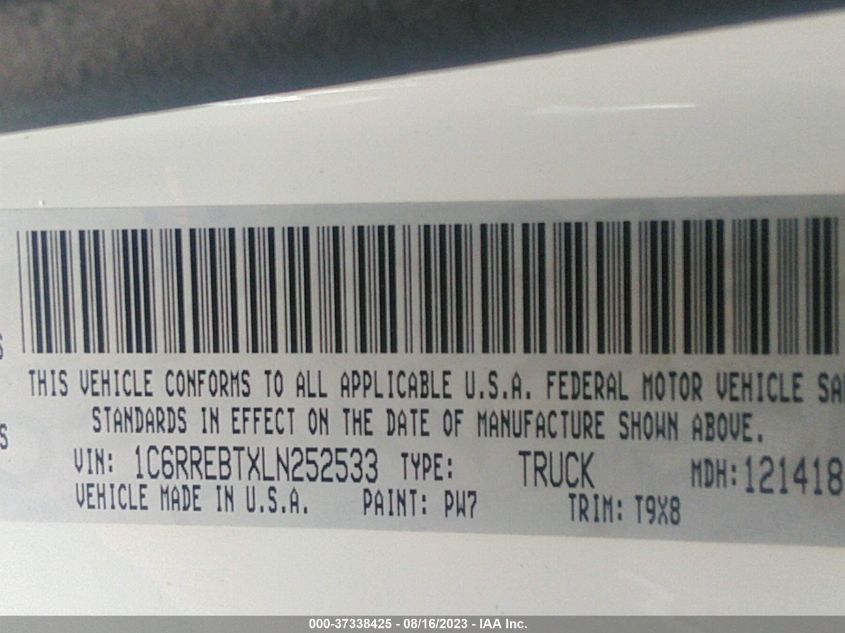 THIS VEHICLE CONFORMS TO ALL APPLICABLE U.S.A. FEDERAL MOTOR VEHICLE SA
STANDARDS IN EFFECT ON THE DATE OF MANUFACTURE SHOWN ABOVE.
VIN: 1C6RREBTXLN252533 TYPE: TRUCK MDH: 121418
VEHICLE MADE IN U.S.A. PAINT: PW7 TRIM: T9X8
000-37338425 - 08/16/2023 - IAA Inc.